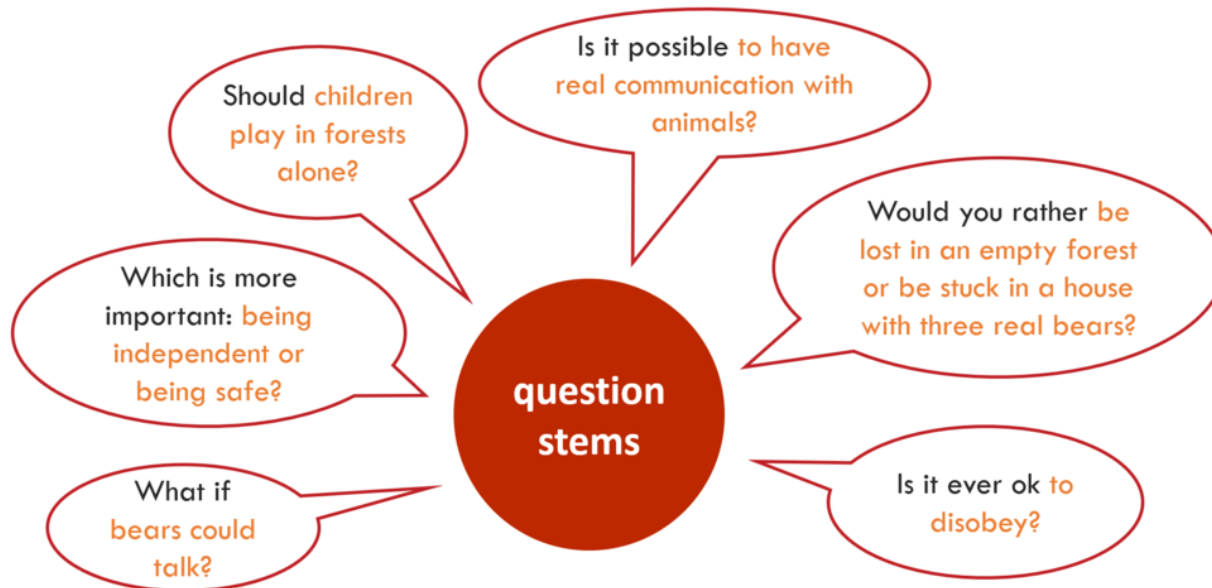 Is it possible to have
real communication with
animals?
Should children
play in forests
alone?
Would you rather be
lost in an empty forest
or be stuck in a house
with three real bears?
Which is more
important: being
independent or
being safe?
question
stems
What if
bears could
talk?
Is it ever ok to
disobey?